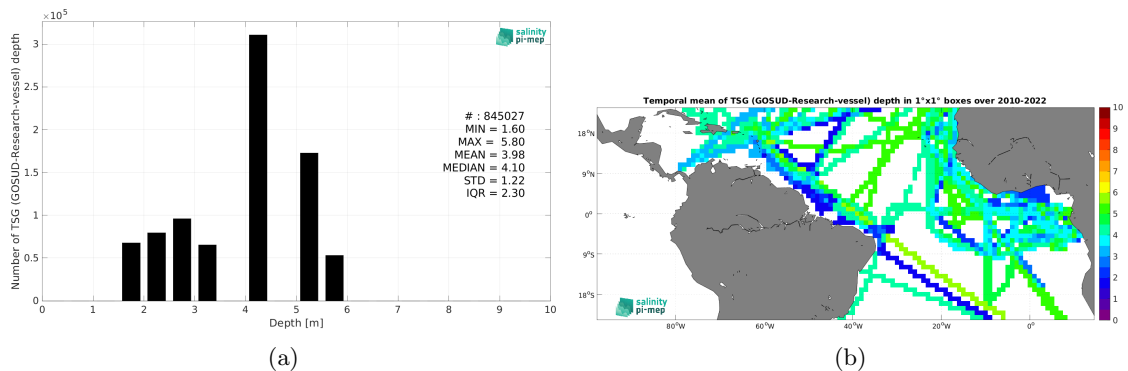 ×10⁵
3
2.5
2
1.5
1
0.5
0
Number of TSG (GOSUD-Research-vessel) depth
salinity
pi-mep
# : 845027
MIN = 1.60
MAX = 5.80
MEAN = 3.98
MEDIAN = 4.10
STD = 1.22
IQR = 2.30
0 1 2 3 4 5 6 7 8 9 10
Depth [m]
(a)
Temporal mean of TSG (GOSUD-Research-vessel) depth in 1°x1° boxes over 2010-2022
18°N
9°N
0°
9°S
18°S
salinity
pi-mep
80°W 60°W 40°W 20°W 0°
10
9
8
7
6
5
4
3
2
1
0
(b)